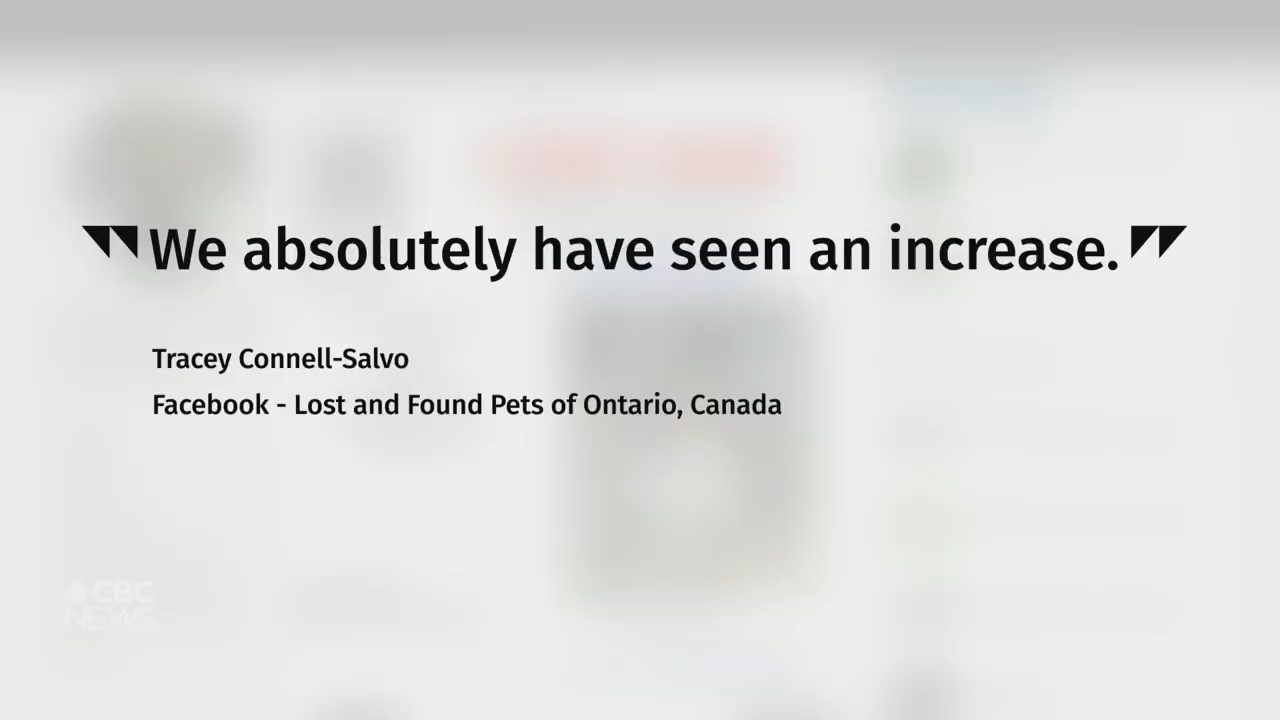 "We absolutely have seen an increase."
Tracey Connell-Salvo
Facebook - Lost and Found Pets of Ontario, Canada
CBC
NEWS